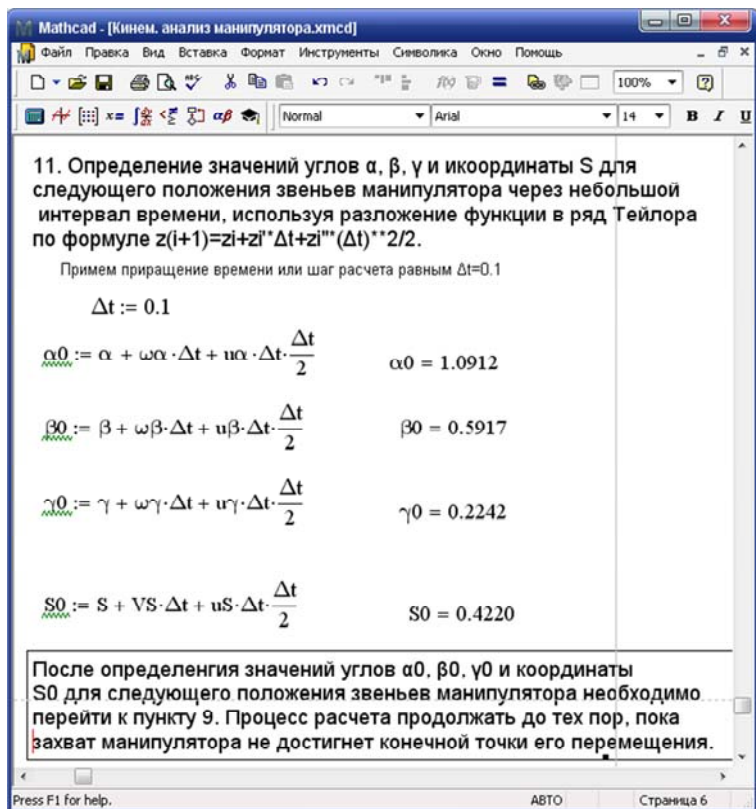 Mathcad - [Кинем. анализ манипулятора.xmcd]
Файл Правка Вид Вставка Формат Инструменты Символика Окно Помощь
100%
Normal Arial 14 B I U
11. Определение значений углов α, β, γ и икоординаты S для
следующего положения звеньев манипулятора через небольшой
интервал времени, используя разложение функции в ряд Тейлора
по формуле z(i+1)=zi+zi'*Δt+zi''*(Δt)**2/2.
Примем приращение времени или шаг расчета равным Δt=0.1
Δt := 0.1
α0 := α + ωα·Δt + uα·Δt·Δt/2 α0 = 1.0912
β0 := β + ωβ·Δt + uβ·Δt·Δt/2 β0 = 0.5917
γ0 := γ + ωγ·Δt + uγ·Δt·Δt/2 γ0 = 0.2242
S0 := S + VS·Δt + uS·Δt·Δt/2 S0 = 0.4220
После определенгия значений углов α0, β0, γ0 и координаты
S0 для следующего положения звеньев манипулятора необходимо
перейти к пункту 9. Процесс расчета продолжать до тех пор, пока
захват манипулятора не достигнет конечной точки его перемещения.
Press F1 for help. АВТО Страница 6